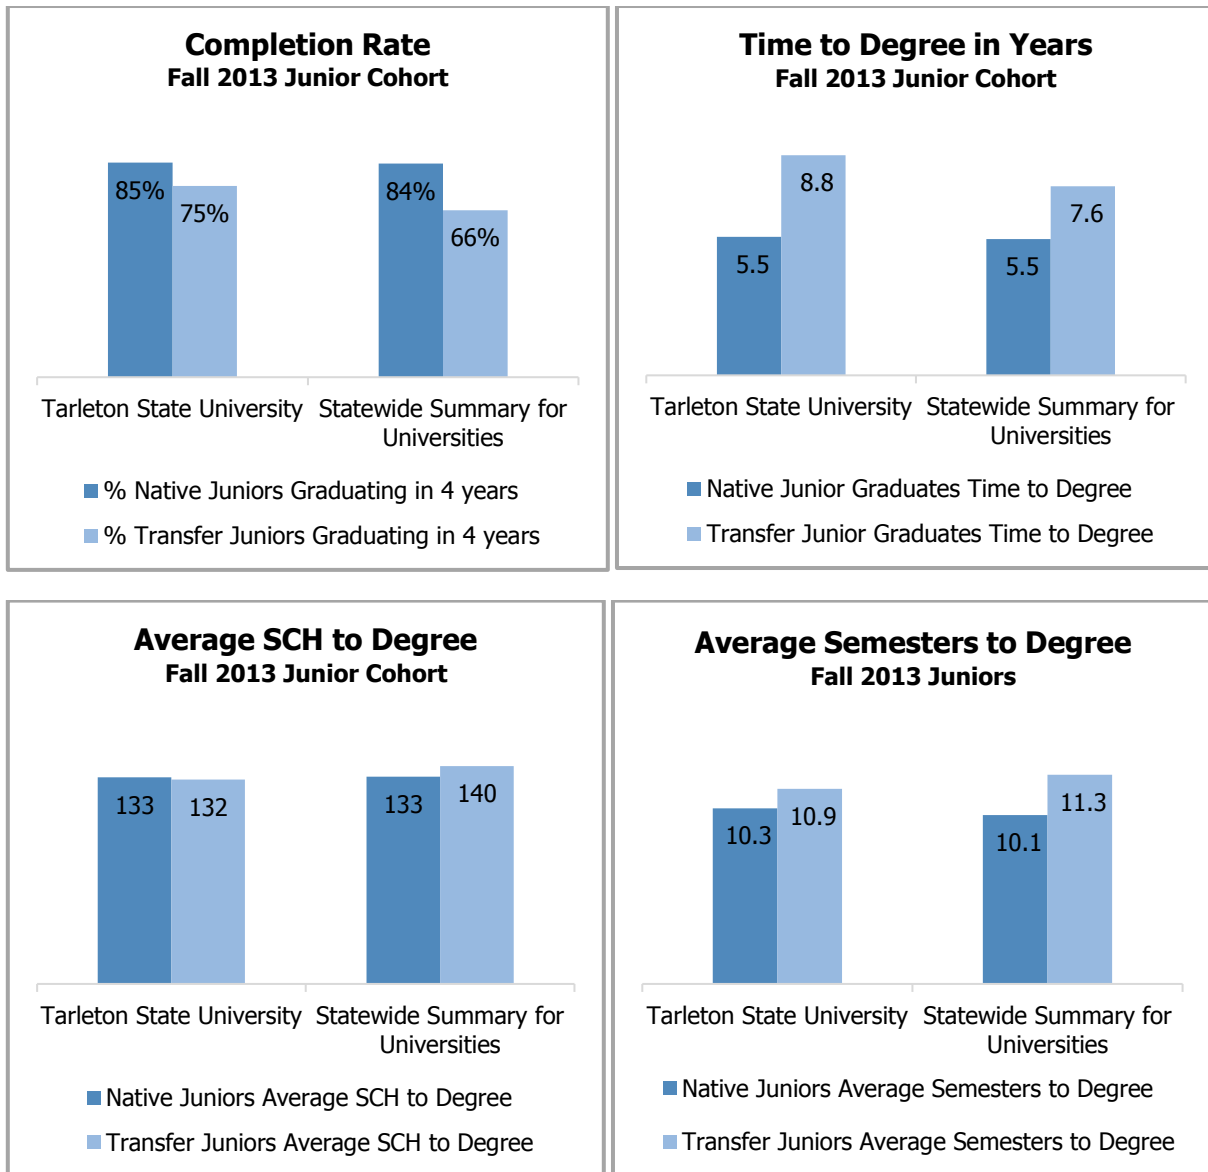 Completion Rate
Fall 2013 Junior Cohort
85%
75%
84%
66%
Tarleton State University
Statewide Summary for
Universities
% Native Juniors Graduating in 4 years
% Transfer Juniors Graduating in 4 years
Time to Degree in Years
Fall 2013 Junior Cohort
5.5
8.8
5.5
7.6
Tarleton State University
Statewide Summary for
Universities
Native Junior Graduates Time to Degree
Transfer Junior Graduates Time to Degree
Average SCH to Degree
Fall 2013 Junior Cohort
133
132
133
140
Tarleton State University
Statewide Summary for
Universities
Native Juniors Average SCH to Degree
Transfer Juniors Average SCH to Degree
Average Semesters to Degree
Fall 2013 Juniors
10.3
10.9
10.1
11.3
Tarleton State University
Statewide Summary for
Universities
Native Juniors Average Semesters to Degree
Transfer Juniors Average Semesters to Degree